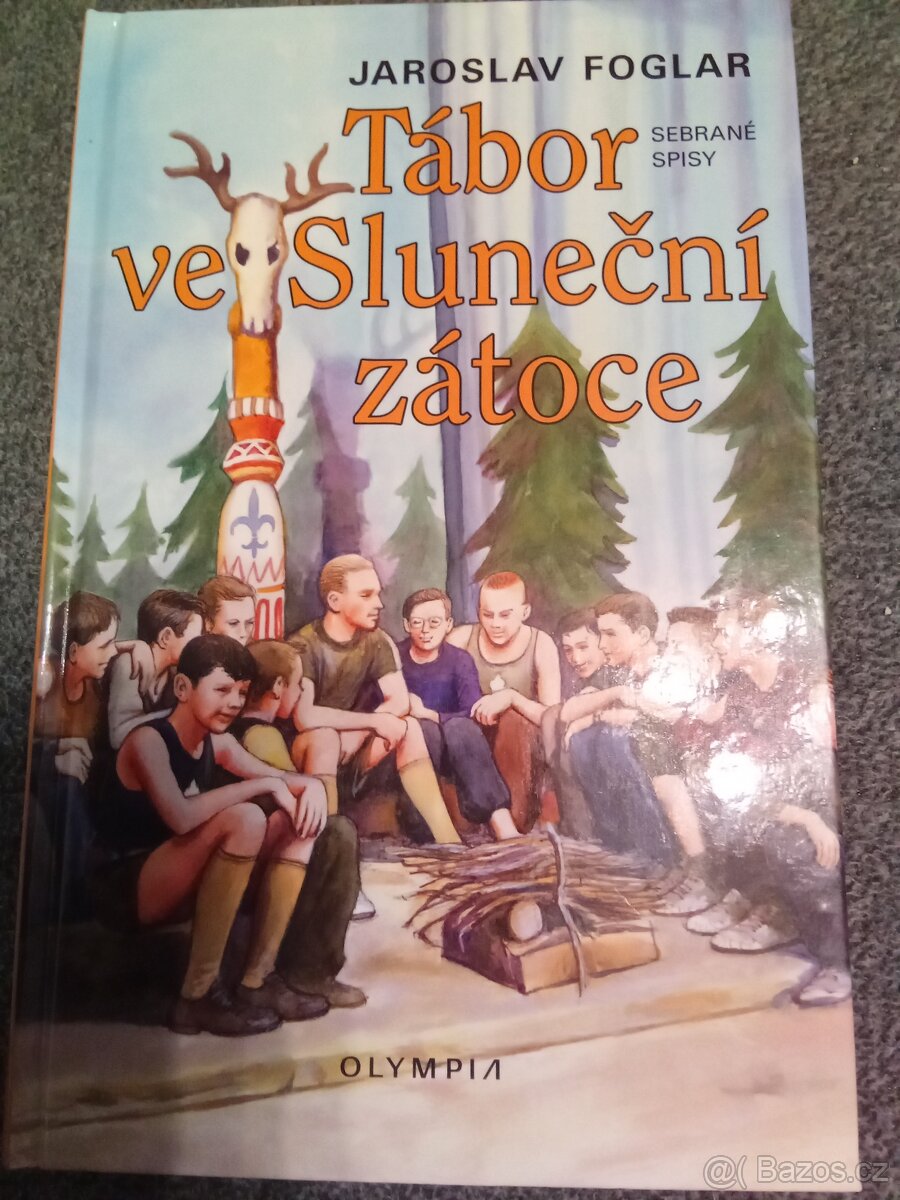 JAROSLAV FOGLAR
Tábor
SEBRANÉ
SPISY
ve Sluneční
zátoce
OLYMPIA
@( Bazos.cz